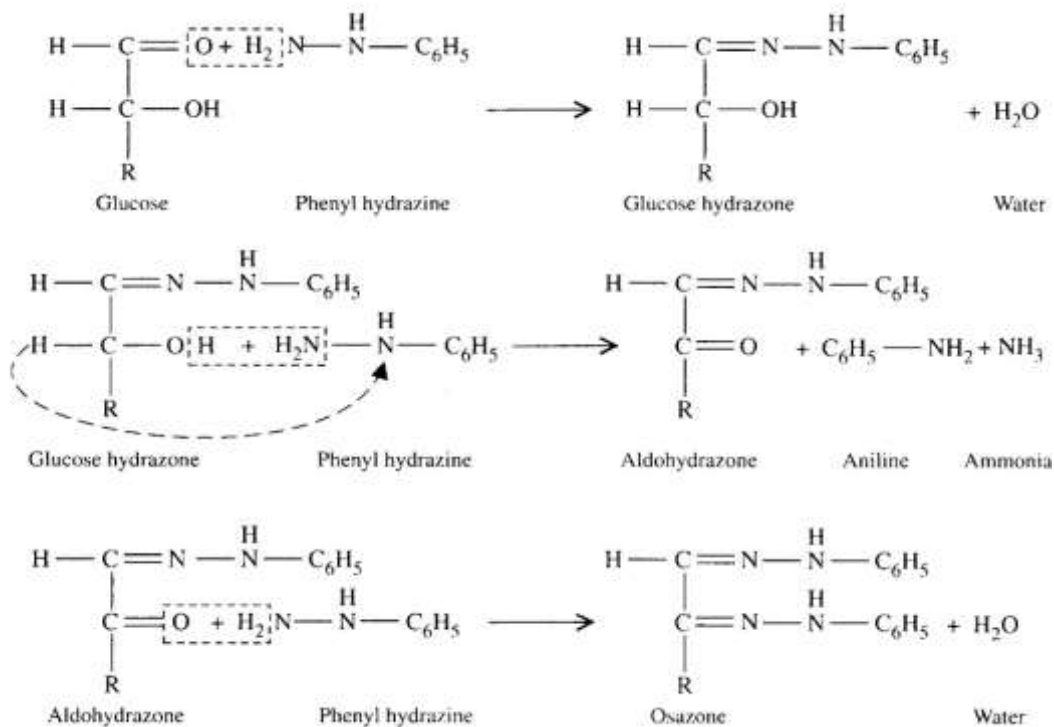 H
H — C = O + H2 N — N — C6H5
H — C — OH
R
Glucose
Phenyl hydrazine
H
H — C = N — N — C6H5
H — C — OH
R
+ H2O
Glucose hydrazone
Water
H
H — C = N — N — C6H5
H
H — C — O H + H2N — N — C6H5
R
Glucose hydrazone
Phenyl hydrazine
H
H — C = N — N — C6H5
C = O + C6H5 — NH2 + NH3
R
Aldohydrazone
Aniline
Ammonia
H
H — C = N — N — C6H5
H
C = O + H2 N — N — C6H5
R
Aldohydrazone
Phenyl hydrazine
H
H — C = N — N — C6H5
H
C = N — N — C6H5 + H2O
R
Osazone
Water